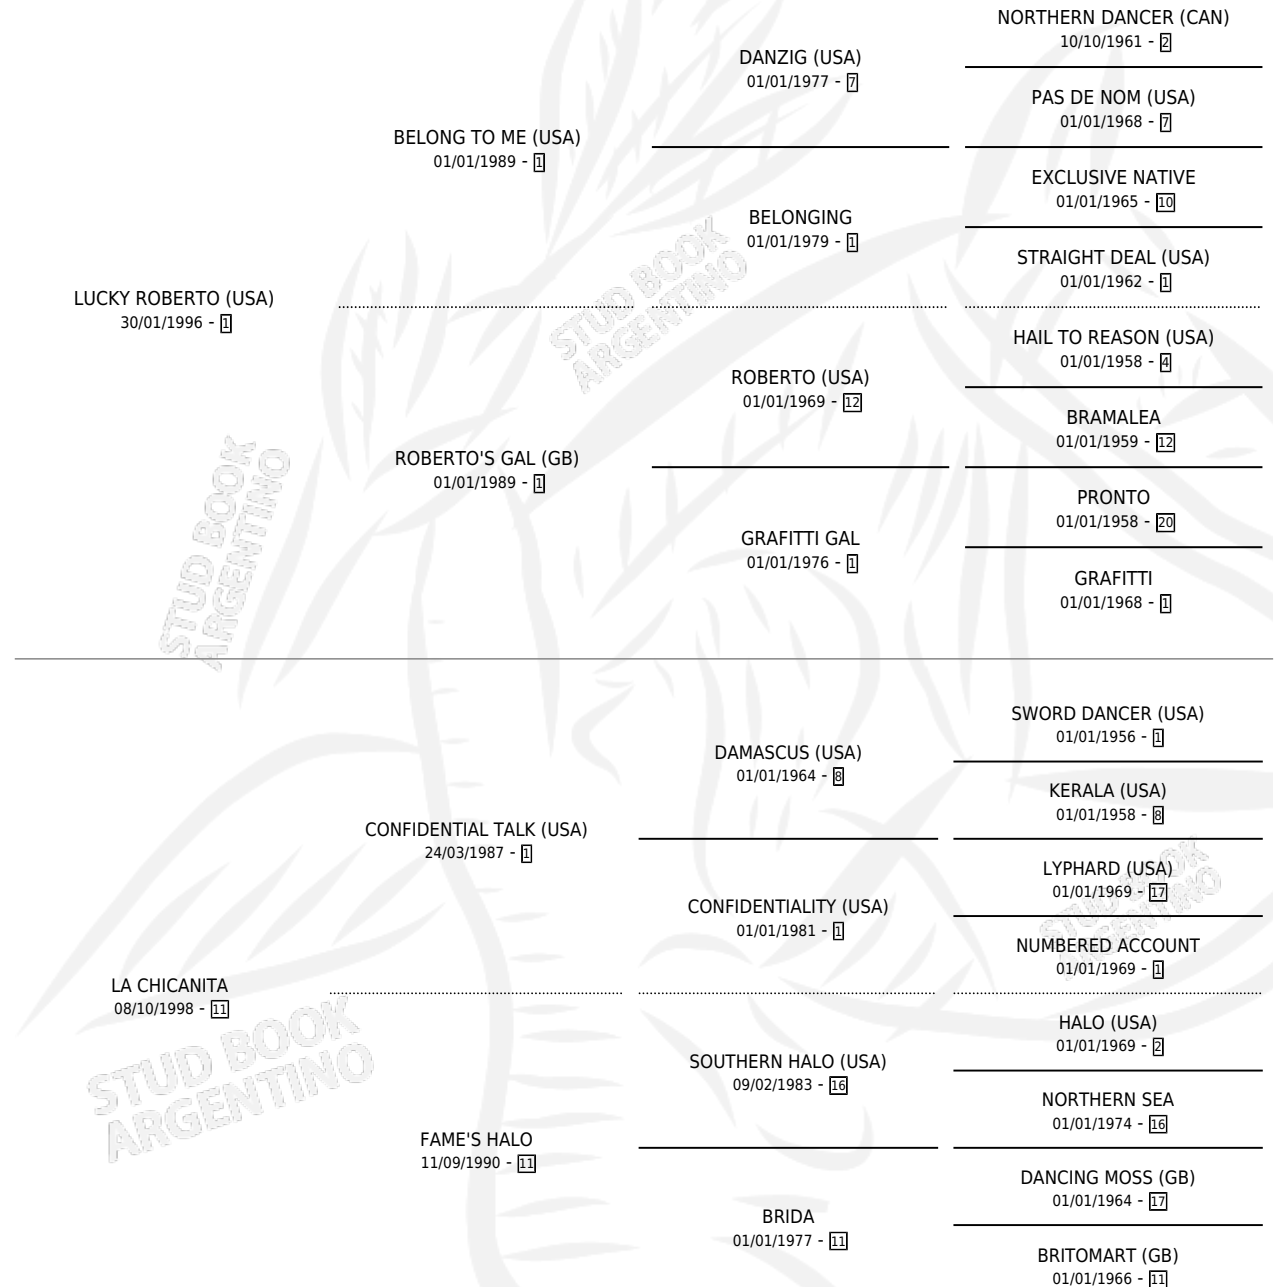 NORTHERN DANCER (CAN)
10/10/1961 - 2
DANZIG (USA)
01/01/1977 - 7
PAS DE NOM (USA)
01/01/1968 - 7
BELONG TO ME (USA)
01/01/1989 - 1
EXCLUSIVE NATIVE
01/01/1965 - 10
BELONGING
01/01/1979 - 1
STRAIGHT DEAL (USA)
01/01/1962 - 1
LUCKY ROBERTO (USA)
30/01/1996 - 1
HAIL TO REASON (USA)
01/01/1958 - 4
ROBERTO (USA)
01/01/1969 - 12
BRAMALEA
01/01/1959 - 12
ROBERTO'S GAL (GB)
01/01/1989 - 1
PRONTO
01/01/1958 - 20
GRAFITTI GAL
01/01/1976 - 1
GRAFITTI
01/01/1968 - 1
STUD BOOK
ARGENTINO
STUD BOOK
ARGENTINO
SWORD DANCER (USA)
01/01/1956 - 1
DAMASCUS (USA)
01/01/1964 - 8
KERALA (USA)
01/01/1958 - 8
CONFIDENTIAL TALK (USA)
24/03/1987 - 1
LYPHARD (USA)
01/01/1969 - 17
CONFIDENTIALITY (USA)
01/01/1981 - 1
NUMBERED ACCOUNT
01/01/1969 - 1
LA CHICANITA
08/10/1998 - 11
HALO (USA)
01/01/1969 - 2
SOUTHERN HALO (USA)
09/02/1983 - 16
NORTHERN SEA
01/01/1974 - 16
FAME'S HALO
11/09/1990 - 11
DANCING MOSS (GB)
01/01/1964 - 17
BRIDA
01/01/1977 - 11
BRITOMART (GB)
01/01/1966 - 11
STUD BOOK
ARGENTINO
STUD BOOK
ARGENTINO